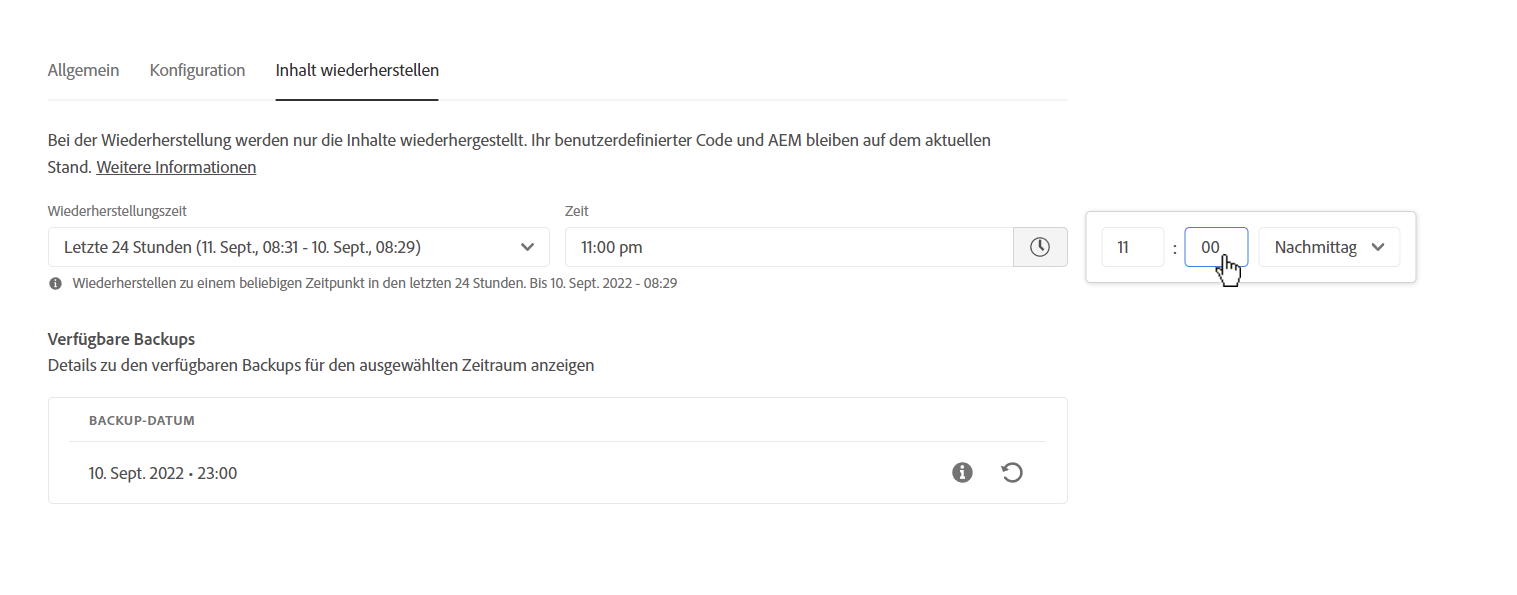 Allgemein Konfiguration Inhalt wiederherstellen
Bei der Wiederherstellung werden nur die Inhalte wiederhergestellt. Ihr benutzerdefinierter Code und AEM bleiben auf dem aktuellen
Stand. Weitere Informationen
Wiederherstellungszeit Zeit
Letzte 24 Stunden (11. Sept., 08:31 - 10. Sept., 08:29) 11:00 pm 11 : 00 Nachmittag
Wiederherstellen zu einem beliebigen Zeitpunkt in den letzten 24 Stunden. Bis 10. Sept. 2022 - 08:29
Verfügbare Backups
Details zu den verfügbaren Backups für den ausgewählten Zeitraum anzeigen
BACKUP-DATUM
10. Sept. 2022 • 23:00